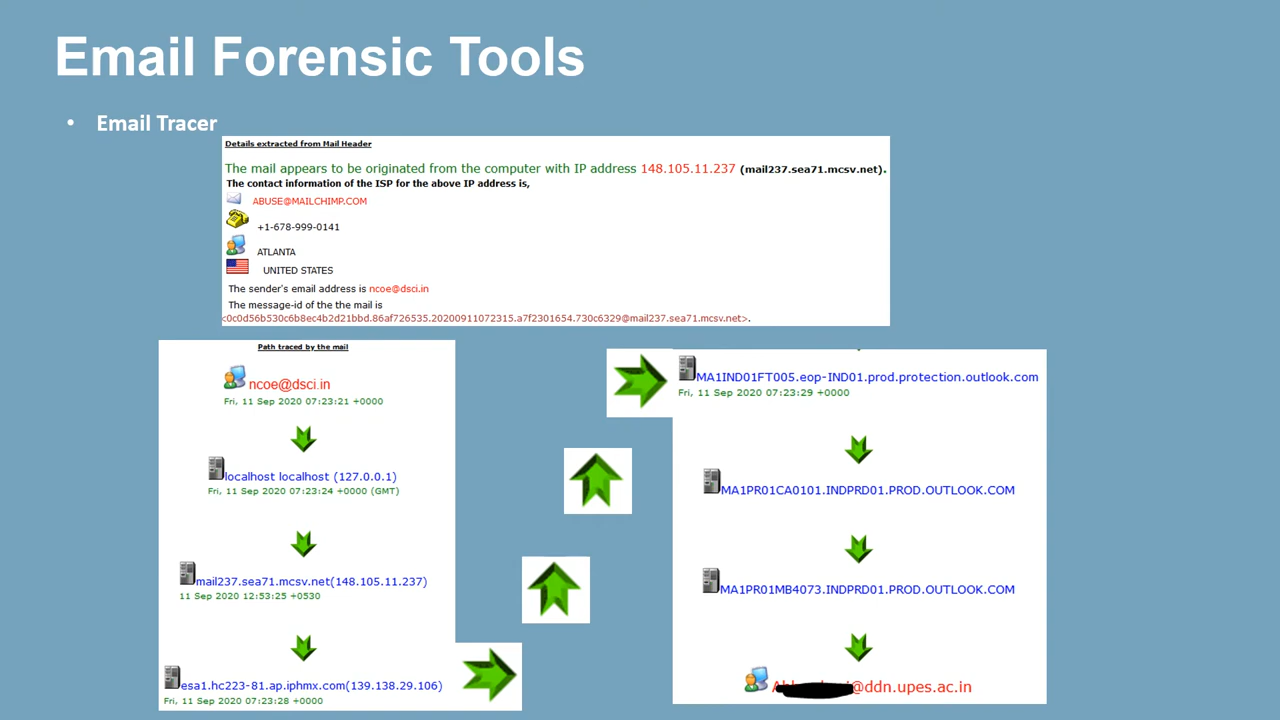 Email Forensic Tools
• Email Tracer
Details extracted from Mail Header
The mail appears to be originated from the computer with IP address 148.105.11.237 (mail237.sea71.mcsv.net).
The contact information of the ISP for the above IP address is,
ABUSE@MAILCHIMP.COM
+1-678-999-0141
ATLANTA
UNITED STATES
The sender's email address is ncoe@dsci.in
The message-id of the the mail is
<0c0d56b530c6b8ec4b2d21bbd.86af726535.20200911072315.a7f2301654.730c6329@mail237.sea71.mcsv.net>.
Path traced by the mail
ncoe@dsci.in
Fri, 11 Sep 2020 07:23:21 +0000
localhost localhost (127.0.0.1)
Fri, 11 Sep 2020 07:23:24 +0000 (GMT)
mail237.sea71.mcsv.net(148.105.11.237)
11 Sep 2020 12:53:25 +0530
esa1.hc223-81.ap.iphmx.com(139.138.29.106)
Fri, 11 Sep 2020 07:23:28 +0000
MA1IND01FT005.eop-IND01.prod.protection.outlook.com
Fri, 11 Sep 2020 07:23:29 +0000
MA1PR01CA0101.INDPRD01.PROD.OUTLOOK.COM
MA1PR01MB4073.INDPRD01.PROD.OUTLOOK.COM
@ddn.upes.ac.in